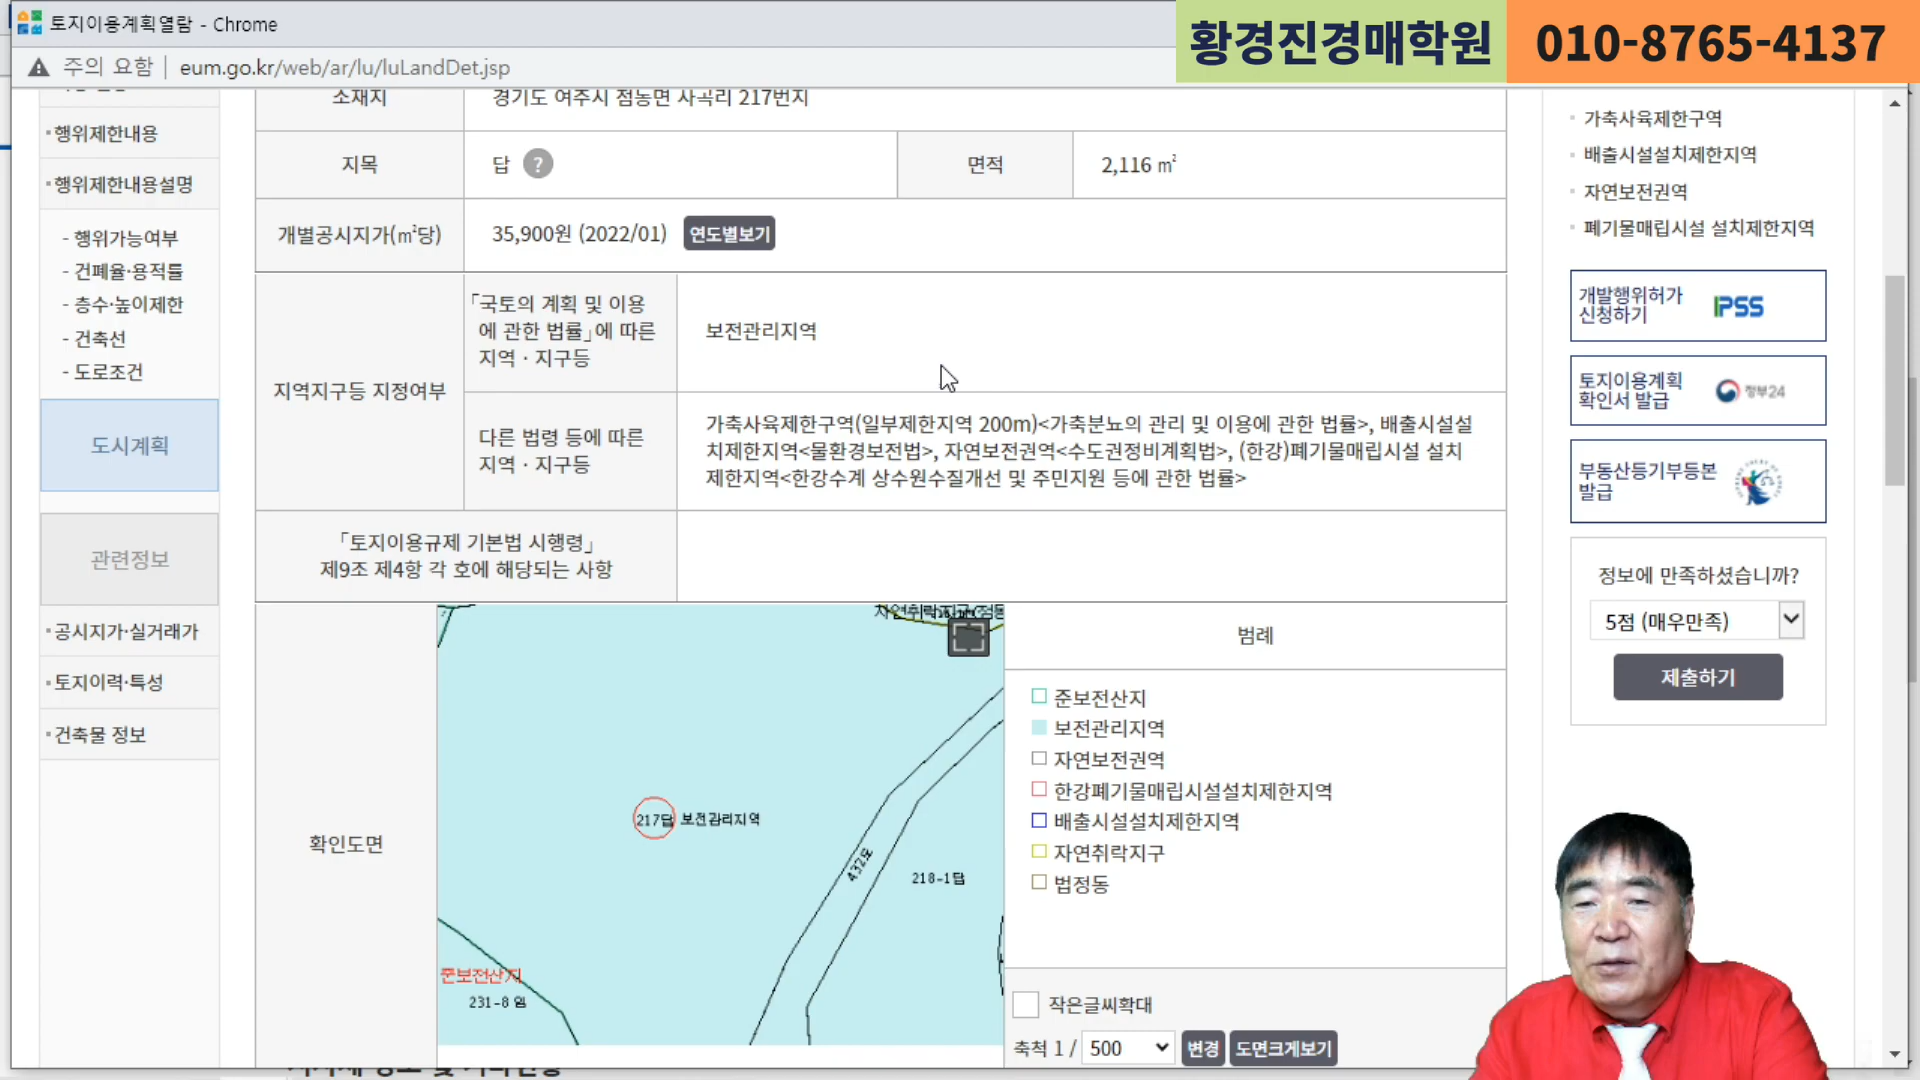 토지이용계획열람 - Chrome
황경진경매학원
010-8765-4137
주의 요함
eum.go.kr/web/ar/lu/luLandDet.jsp
소재지
경기도 여주시 점동면 사곡리 217번지
행위제한내용
지목
답 ?
면적
2,116 ㎡
행위제한내용설명
- 행위가능여부
- 건폐율·용적률
- 층수·높이제한
- 건축선
- 도로조건
개별공시지가(㎡당)
35,900원 (2022/01)
연도별보기
지역지구등 지정여부
「국토의 계획 및 이용
에 관한 법률」에 따른
지역 · 지구등
보전관리지역
다른 법령 등에 따른
지역 · 지구등
가축사육제한구역(일부제한지역 200m)<가축분뇨의 관리 및 이용에 관한 법률>, 배출시설설
치제한지역<물환경보전법>, 자연보전권역<수도권정비계획법>, (한강)폐기물매립시설 설치
제한지역<한강수계 상수원수질개선 및 주민지원 등에 관한 법률>
「토지이용규제 기본법 시행령」
제9조 제4항 각 호에 해당되는 사항
도시계획
관련정보
공시지가·실거래가
토지이력·특성
건축물 정보
확인도면
217답 보전관리지역
432도
218-1답
준보전산지
231-8 임
범례
준보전산지
보전관리지역
자연보전권역
한강폐기물매립시설설치제한지역
배출시설설치제한지역
자연취락지구
법정동
작은글씨확대
축척 1 / 500
변경
도면크게보기
가축사육제한구역
배출시설설치제한지역
자연보전권역
폐기물매립시설 설치제한지역
개발행위허가
신청하기
IPSS
토지이용계획
확인서 발급
정부24
부동산등기부등본
발급
정보에 만족하셨습니까?
5점 (매우만족)
제출하기